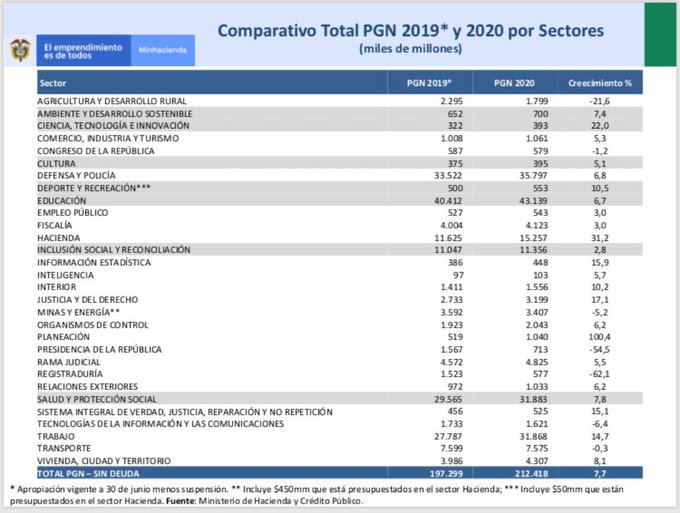 Comparativo Total PGN 2019* y 2020 por Sectores
(miles de millones)
El emprendimiento
es de todos
Minhacienda
Sector PGN 2019* PGN 2020 Creecimiento %
AGRICULTURA Y DESARROLLO RURAL 2.295 1.799 -21,6
AMBIENTE Y DESARROLLO SOSTENIBLE 652 700 7,4
CIENCIA, TECNOLOGÍA E INNOVACIÓN 322 393 22,0
COMERCIO, INDUSTRIA Y TURISMO 1.008 1.061 5,3
CONGRESO DE LA REPÚBLICA 587 579 -1,2
CULTURA 375 395 5,1
DEFENSA Y POLICÍA 33.522 35.797 6,8
DEPORTE Y RECREACIÓN*** 500 553 10,5
EDUCACIÓN 40.412 43.139 6,7
EMPLEO PÚBLICO 527 543 3,0
FISCALÍA 4.004 4.123 3,0
HACIENDA 11.625 15.257 31,2
INCLUSIÓN SOCIAL Y RECONCILIACIÓN 11.047 11.356 2,8
INFORMACIÓN ESTADÍSTICA 386 448 15,9
INTELIGENCIA 97 103 5,7
INTERIOR 1.411 1.556 10,2
JUSTICIA Y DEL DERECHO 2.733 3.199 17,1
MINAS Y ENERGÍA** 3.592 3.407 -5,2
ORGANISMOS DE CONTROL 1.923 2.043 6,2
PLANEACIÓN 519 1.040 100,4
PRESIDENCIA DE LA REPÚBLICA 1.567 713 -54,5
RAMA JUDICIAL 4.572 4.825 5,5
REGISTRADURÍA 1.523 577 -62,1
RELACIONES EXTERIORES 972 1.033 6,2
SALUD Y PROTECCIÓN SOCIAL 29.565 31.883 7,8
SISTEMA INTEGRAL DE VERDAD, JUSTICIA, REPARACIÓN Y NO REPETICIÓN 456 525 15,1
TECNOLOGÍAS DE LA INFORMACIÓN Y LAS COMUNICACIONES 1.733 1.621 -6,4
TRABAJO 27.787 31.868 14,7
TRANSPORTE 7.599 7.575 -0,3
VIVIENDA, CIUDAD Y TERRITORIO 3.986 4.307 8,1
TOTAL PGN – SIN DEUDA 197.299 212.418 7,7
* Apropiación vigente a 30 de junio menos suspensión. ** Incluye $450mm que está presupuestados en el sector Hacienda; *** Incluye $50mm que están
presupuestados en el sector Hacienda. Fuente: Ministerio de Hacienda y Crédito Público.